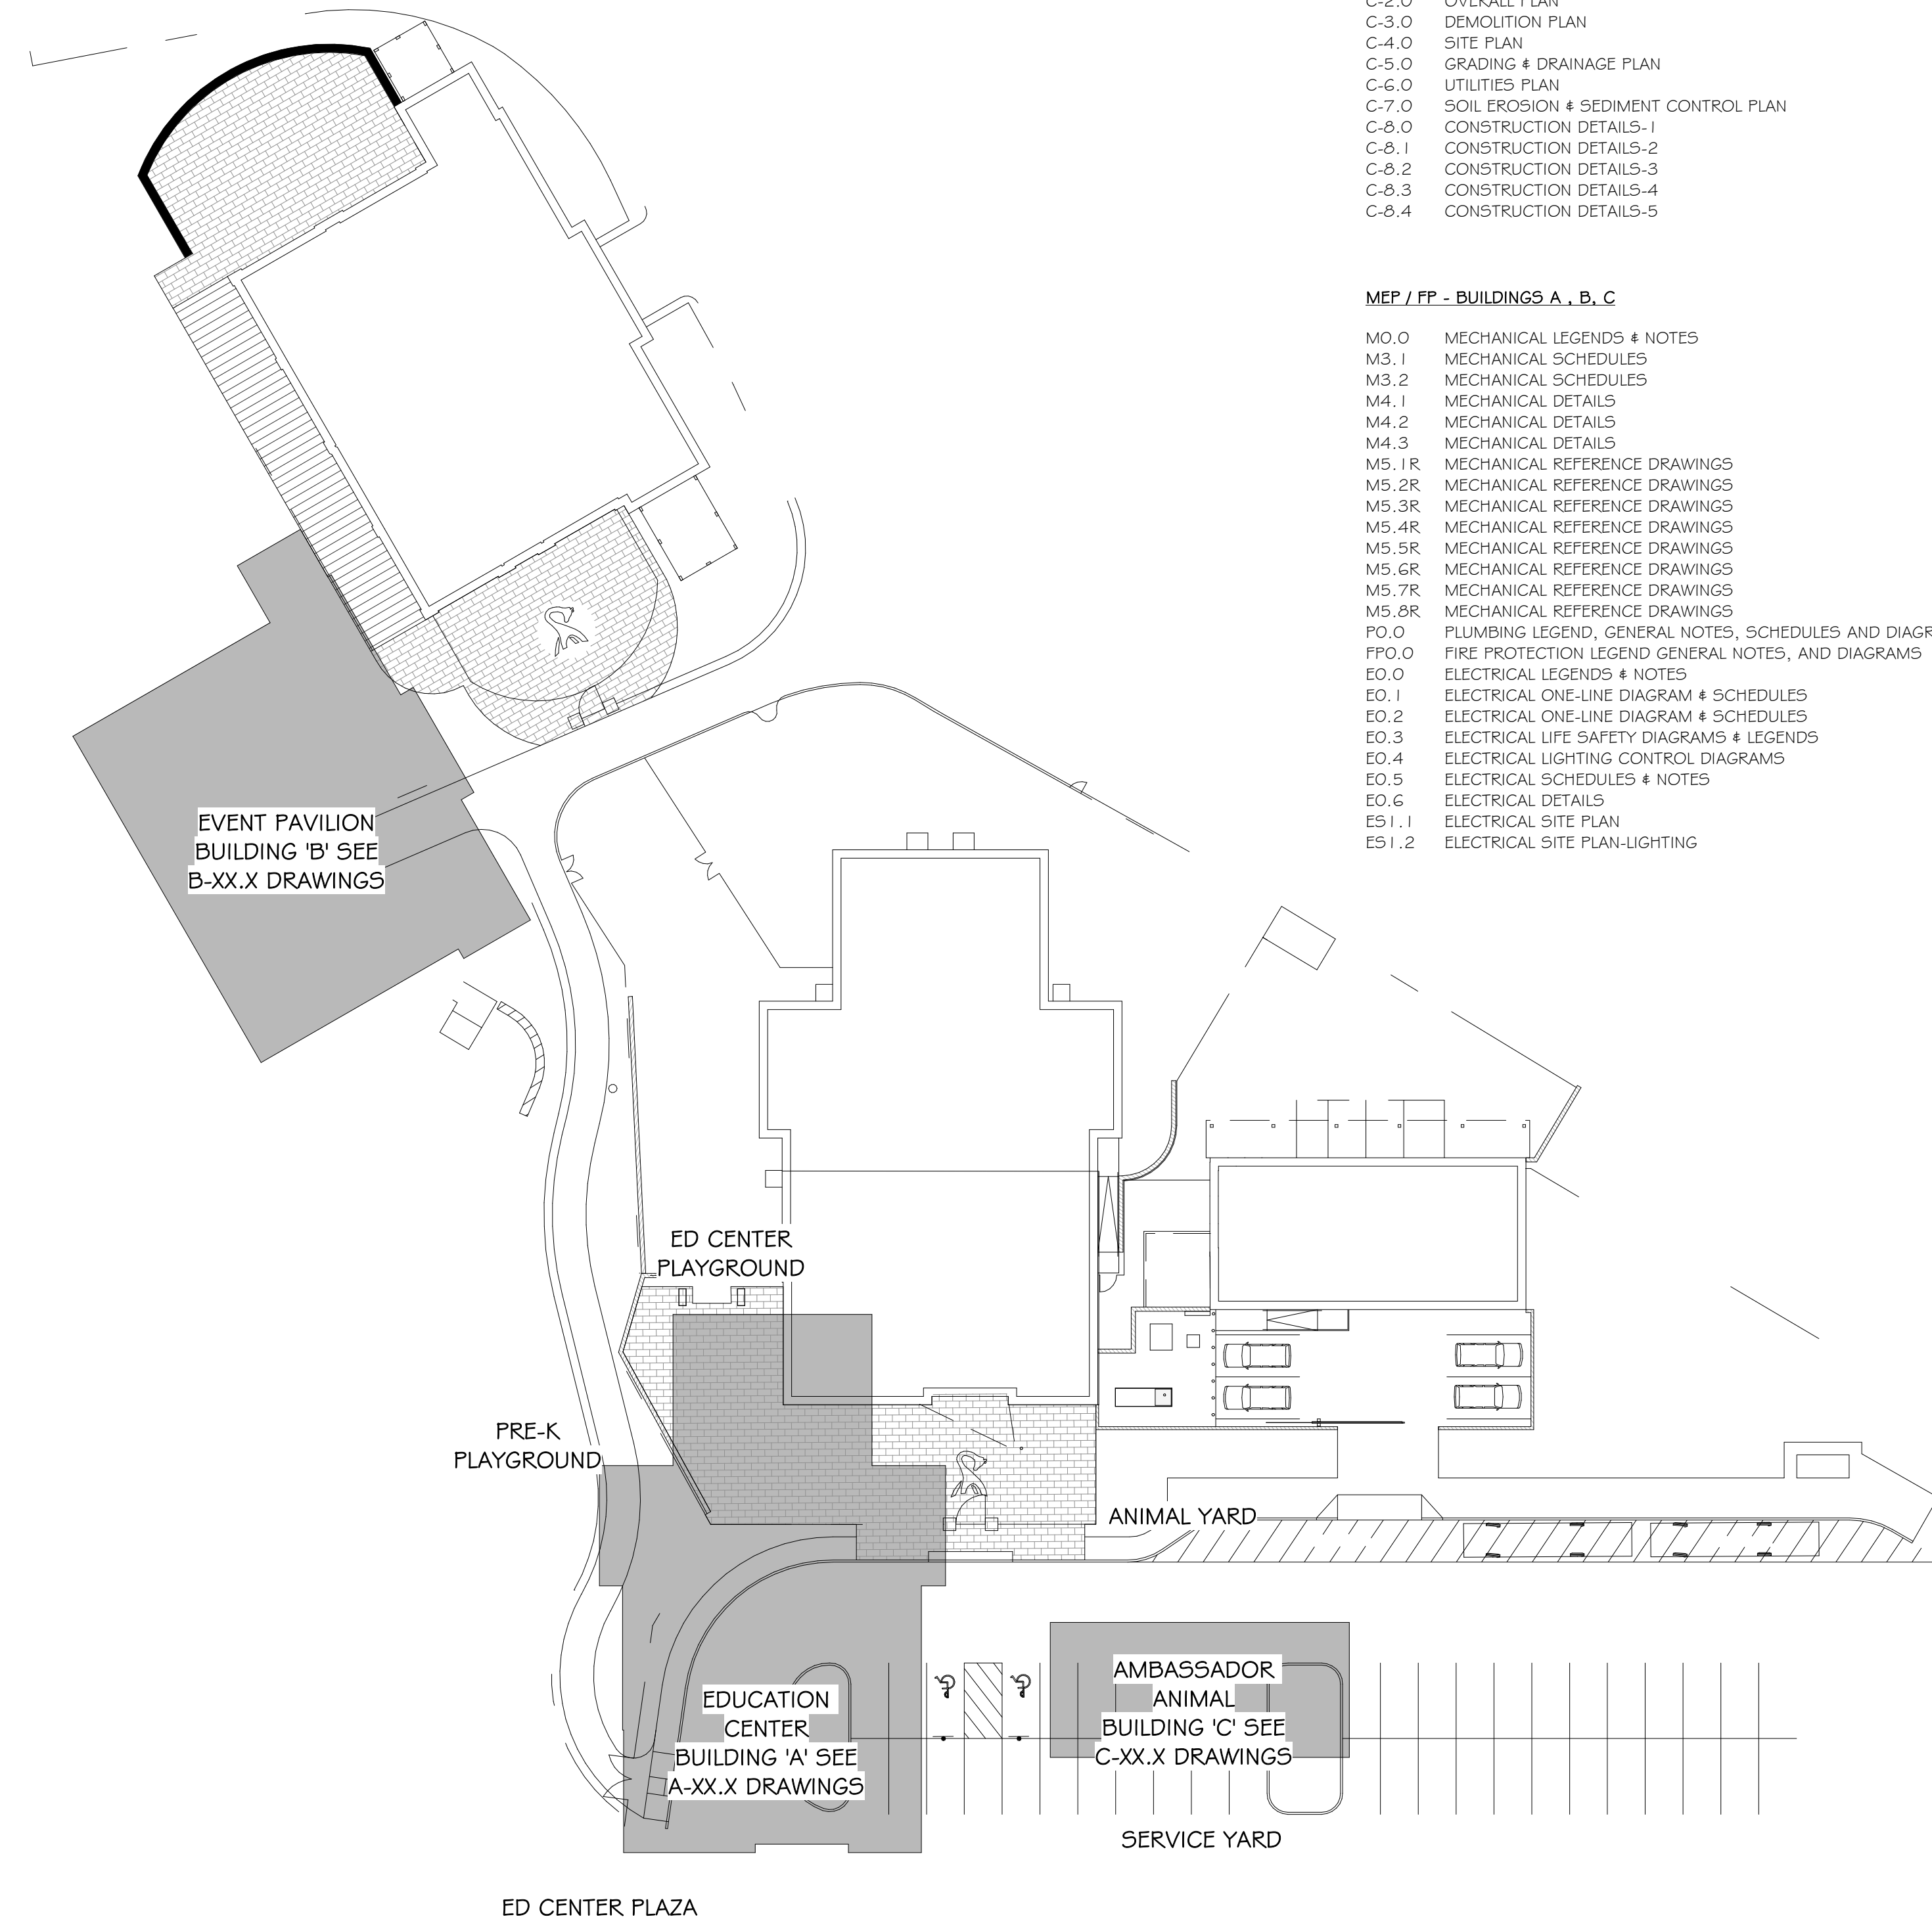 C-2.0 OVERALL PLAN
C-3.0 DEMOLITION PLAN
C-4.0 SITE PLAN
C-5.0 GRADING & DRAINAGE PLAN
C-6.0 UTILITIES PLAN
C-7.0 SOIL EROSION & SEDIMENT CONTROL PLAN
C-8.0 CONSTRUCTION DETAILS-1
C-8.1 CONSTRUCTION DETAILS-2
C-8.2 CONSTRUCTION DETAILS-3
C-8.3 CONSTRUCTION DETAILS-4
C-8.4 CONSTRUCTION DETAILS-5
MEP / FP - BUILDINGS A , B, C
M0.0 MECHANICAL LEGENDS & NOTES
M3.1 MECHANICAL SCHEDULES
M3.2 MECHANICAL SCHEDULES
M4.1 MECHANICAL DETAILS
M4.2 MECHANICAL DETAILS
M4.3 MECHANICAL DETAILS
M5.1R MECHANICAL REFERENCE DRAWINGS
M5.2R MECHANICAL REFERENCE DRAWINGS
M5.3R MECHANICAL REFERENCE DRAWINGS
M5.4R MECHANICAL REFERENCE DRAWINGS
M5.5R MECHANICAL REFERENCE DRAWINGS
M5.6R MECHANICAL REFERENCE DRAWINGS
M5.7R MECHANICAL REFERENCE DRAWINGS
M5.8R MECHANICAL REFERENCE DRAWINGS
P0.0 PLUMBING LEGEND, GENERAL NOTES, SCHEDULES AND DIAGR
FP0.0 FIRE PROTECTION LEGEND GENERAL NOTES, AND DIAGRAMS
E0.0 ELECTRICAL LEGENDS & NOTES
E0.1 ELECTRICAL ONE-LINE DIAGRAM & SCHEDULES
E0.2 ELECTRICAL ONE-LINE DIAGRAM & SCHEDULES
E0.3 ELECTRICAL LIFE SAFETY DIAGRAMS & LEGENDS
E0.4 ELECTRICAL LIGHTING CONTROL DIAGRAMS
E0.5 ELECTRICAL SCHEDULES & NOTES
E0.6 ELECTRICAL DETAILS
ES1.1 ELECTRICAL SITE PLAN
ES1.2 ELECTRICAL SITE PLAN-LIGHTING
EVENT PAVILION
BUILDING 'B' SEE
B-XX.X DRAWINGS
ED CENTER
PLAYGROUND
PRE-K
PLAYGROUND
ANIMAL YARD
EDUCATION
CENTER
BUILDING 'A' SEE
A-XX.X DRAWINGS
AMBASSADOR
ANIMAL
BUILDING 'C' SEE
C-XX.X DRAWINGS
SERVICE YARD
ED CENTER PLAZA